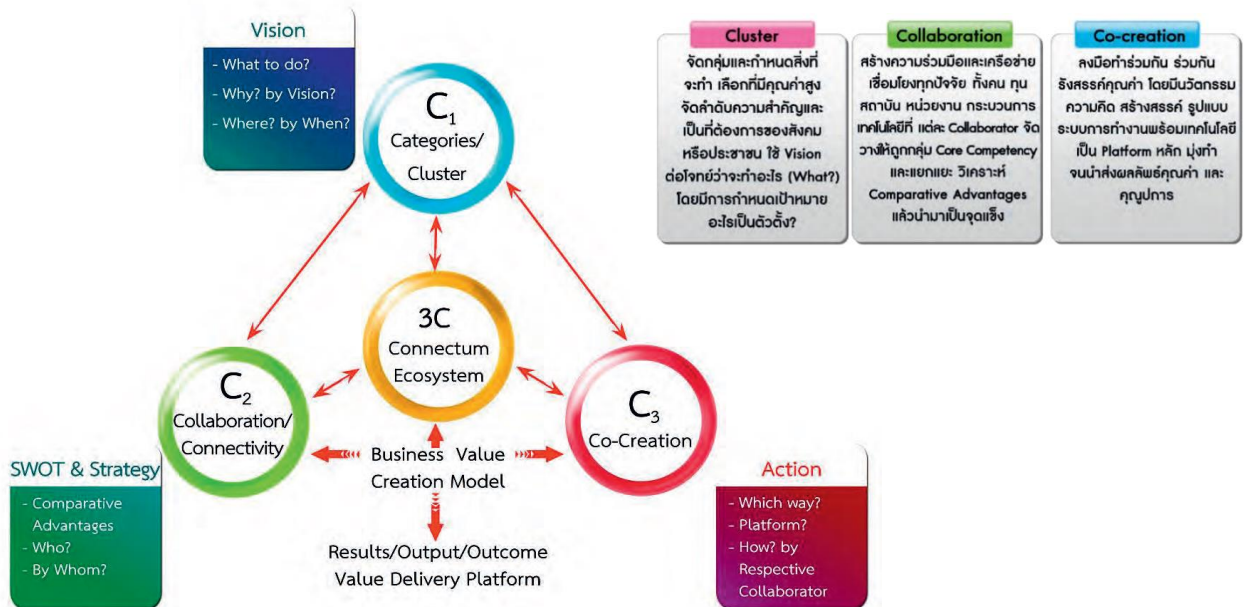 Vision
- What to do?
- Why? by Vision?
- Where? by When?
C1
Categories/
Cluster
3C
Connectum
Ecosystem
C2
Collaboration/
Connectivity
C3
Co-Creation
Business Value
Creation Model
Results/Output/Outcome
Value Delivery Platform
SWOT & Strategy
- Comparative
Advantages
- Who?
- By Whom?
Action
- Which way?
- Platform?
- How? by
Respective
Collaborator
Cluster
จัดกลุ่มและกำหนดสิ่งที่
จะทำ เลือกที่มีคุณค่าสูง
จัดลำดับความสำคัญและ
เป็นที่ต้องการของสังคม
หรือประชาชน ใช้ Vision
ต่อโจทย์ว่าจะทำอะไร (What?)
โดยมีการกำหนดเป้าหมาย
อะไรเป็นตัวตั้ง?
Collaboration
สร้างความร่วมมือและเครือข่าย
เชื่อมโยงทุกปัจจัย ทั้งคน ทุน
สถาบัน หน่วยงาน กระบวนการ
เทคโนโลยีที่ แต่ละ Collaborator จัด
วางให้ถูกกลุ่ม Core Competency
และแยกแยะ วิเคราะห์
Comparative Advantages
แล้วนำมาเป็นจุดแข็ง
Co-creation
ลงมือทำร่วมกัน ร่วมกัน
รังสรรค์คุณค่า โดยมีนวัตกรรม
ความคิด สร้างสรรค์ รูปแบบ
ระบบการทำงานพร้อมเทคโนโลยี
เป็น Platform หลัก มุ่งทำ
จนนำส่งผลลัพธ์คุณค่า และ
คุณูปการ